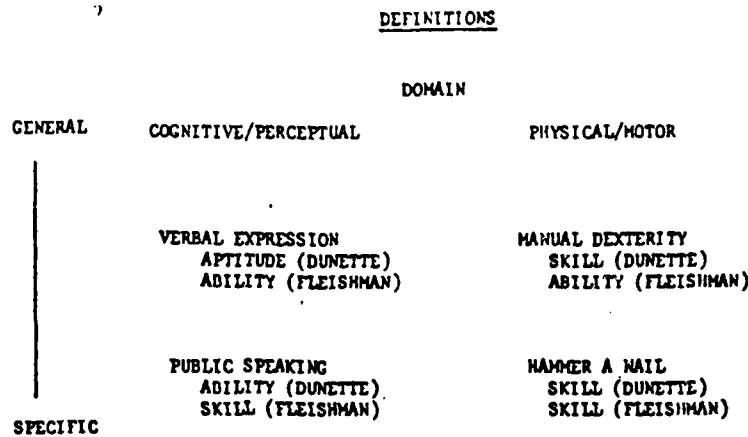 DEFINITIONS
DOMAIN
GENERAL COGNITIVE/PERCEPTUAL PHYSICAL/MOTOR
VERBAL EXPRESSION MANUAL DEXTERITY
APTITUDE (DUNETTE) SKILL (DUNETTE)
ABILITY (FLEISHMAN) ABILITY (FLEISHMAN)
PUBLIC SPEAKING HAMMER A NAIL
ABILITY (DUNETTE) SKILL (DUNETTE)
SKILL (FLEISHMAN) SKILL (FLEISHMAN)
SPECIFIC